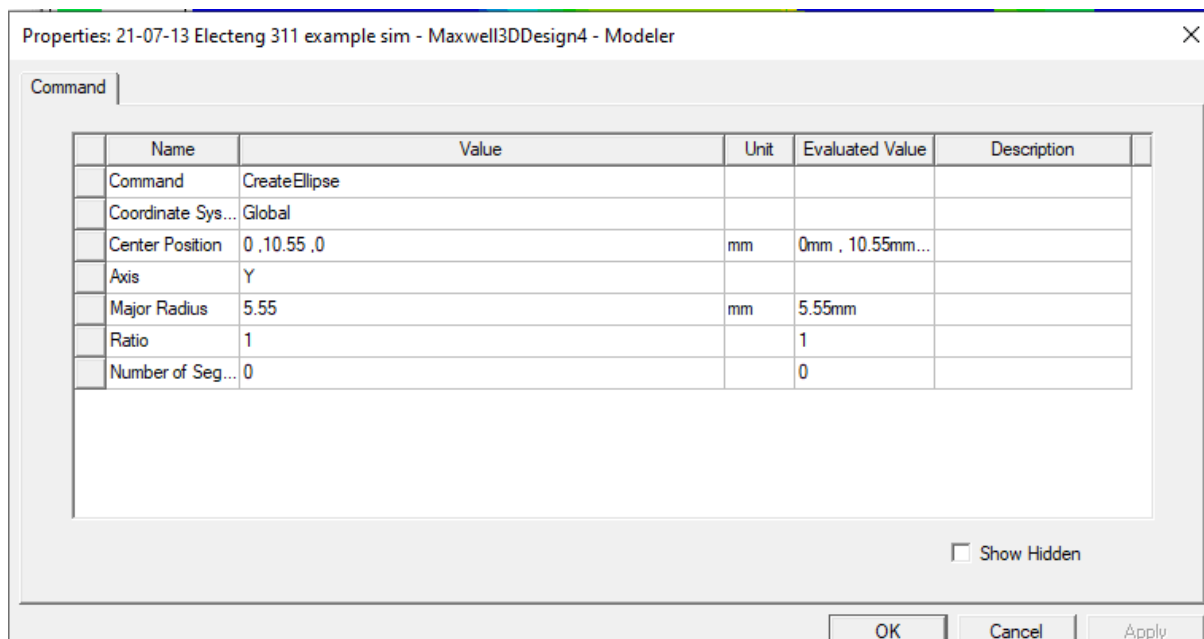 Properties: 21-07-13 Electeng 311 example sim - Maxwell3DDesign4 - Modeler
Command
Name Value Unit Evaluated Value Description
Command CreateEllipse
Coordinate Sys... Global
Center Position 0 ,10.55 ,0 mm 0mm , 10.55mm...
Axis Y
Major Radius 5.55 mm 5.55mm
Ratio 1 1
Number of Seg... 0 0
Show Hidden
OK Cancel Apply